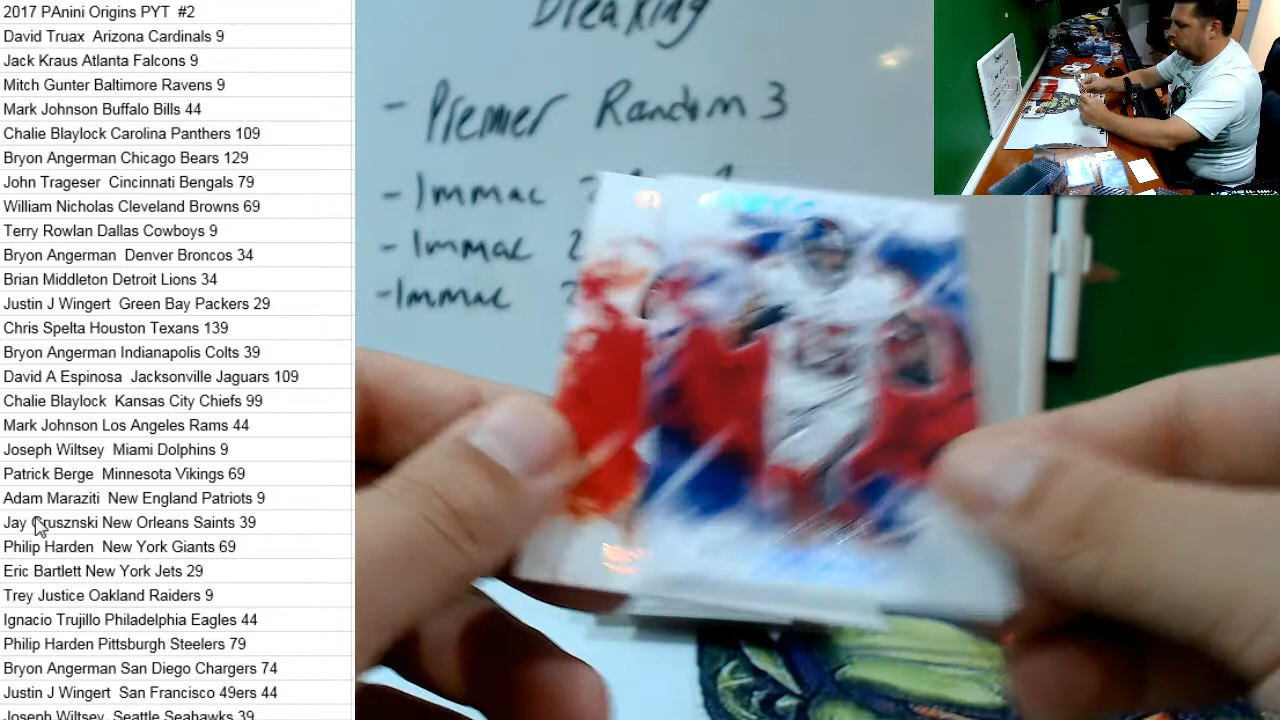 2017 PAnini Origins PYT #2
David Truax Arizona Cardinals 9
Jack Kraus Atlanta Falcons 9
Mitch Gunter Baltimore Ravens 9
Mark Johnson Buffalo Bills 44
Chalie Blaylock Carolina Panthers 109
Bryon Angerman Chicago Bears 129
John Trageser Cincinnati Bengals 79
William Nicholas Cleveland Browns 69
Terry Rowlan Dallas Cowboys 9
Bryon Angerman Denver Broncos 34
Brian Middleton Detroit Lions 34
Justin J Wingert Green Bay Packers 29
Chris Spelta Houston Texans 139
Bryon Angerman Indianapolis Colts 39
David A Espinosa Jacksonville Jaguars 109
Chalie Blaylock Kansas City Chiefs 99
Mark Johnson Los Angeles Rams 44
Joseph Wiltsey Miami Dolphins 9
Patrick Berge Minnesota Vikings 69
Adam Maraziti New England Patriots 9
Jay New Orleans Saints 39
Philip Harden New York Giants 69
Eric Bartlett New York Jets 29
Trey Justice Oakland Raiders 9
Ignacio Trujillo Philadelphia Eagles 44
Philip Harden Pittsburgh Steelers 79
Bryon Angerman San Diego Chargers 74
Justin J Wingert San Francisco 49ers 44
Joseph Wiltsey Seattle Seahawks 39
Breaking
- Premier Random 3
- Immac
- Immac 2
- Immac